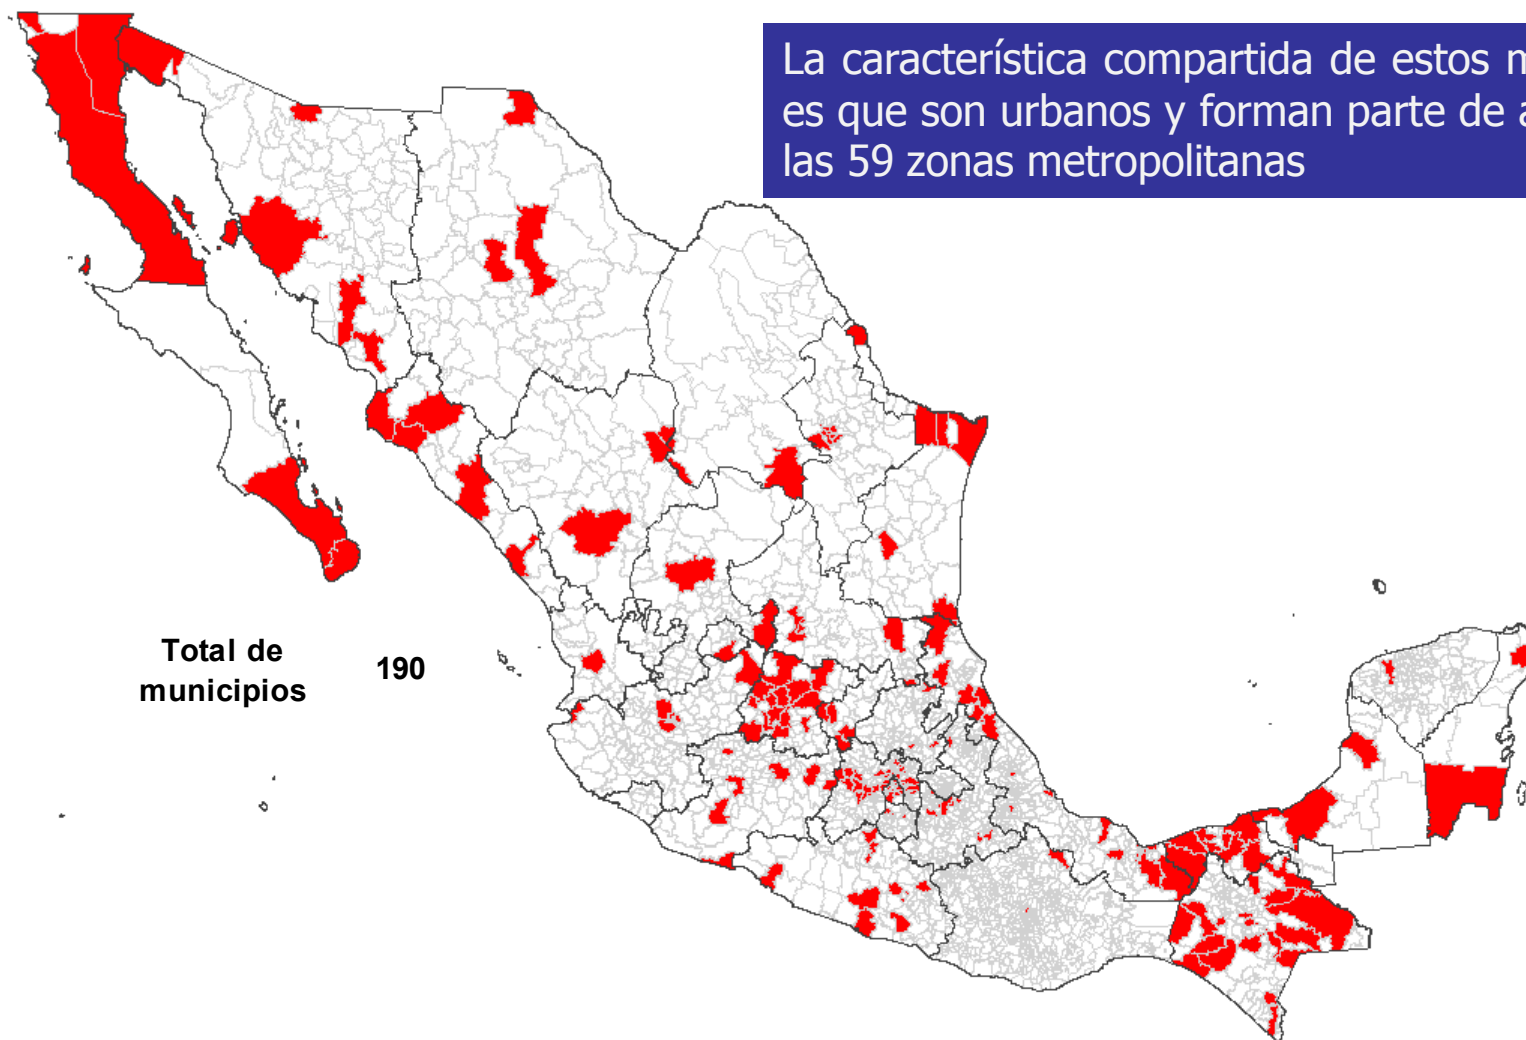 La característica compartida de estos
es que son urbanos y forman parte de
las 59 zonas metropolitanas
Total de
municipios
190